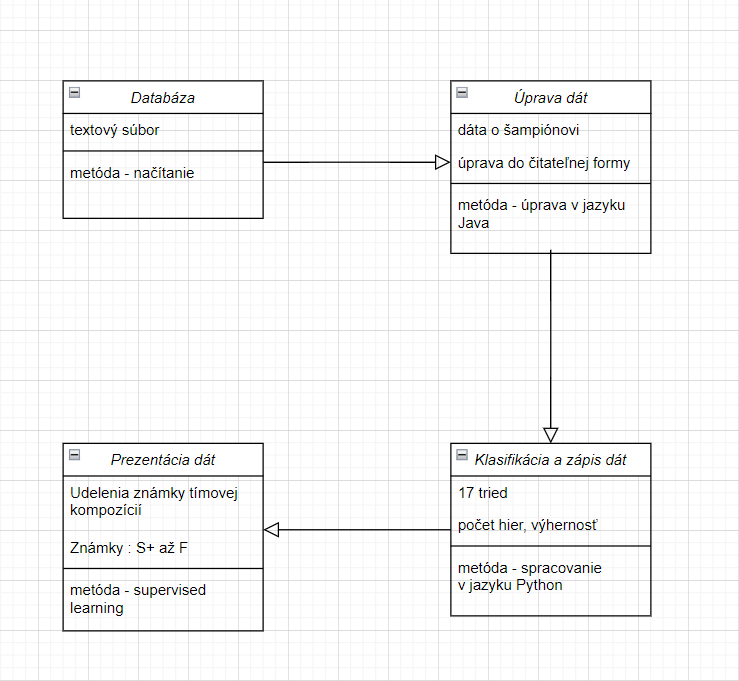 Databáza
textový súbor
metóda - načítanie
Úprava dát
dáta o šampiónovi
úprava do čitateľnej formy
metóda - úprava v jazyku
Java
Klasifikácia a zápis dát
17 tried
počet hier, výhernosť
metóda - spracovanie
v jazyku Python
Prezentácia dát
Udelenia známky tímovej
kompozícií
Známky : S+ až F
metóda - supervised
learning